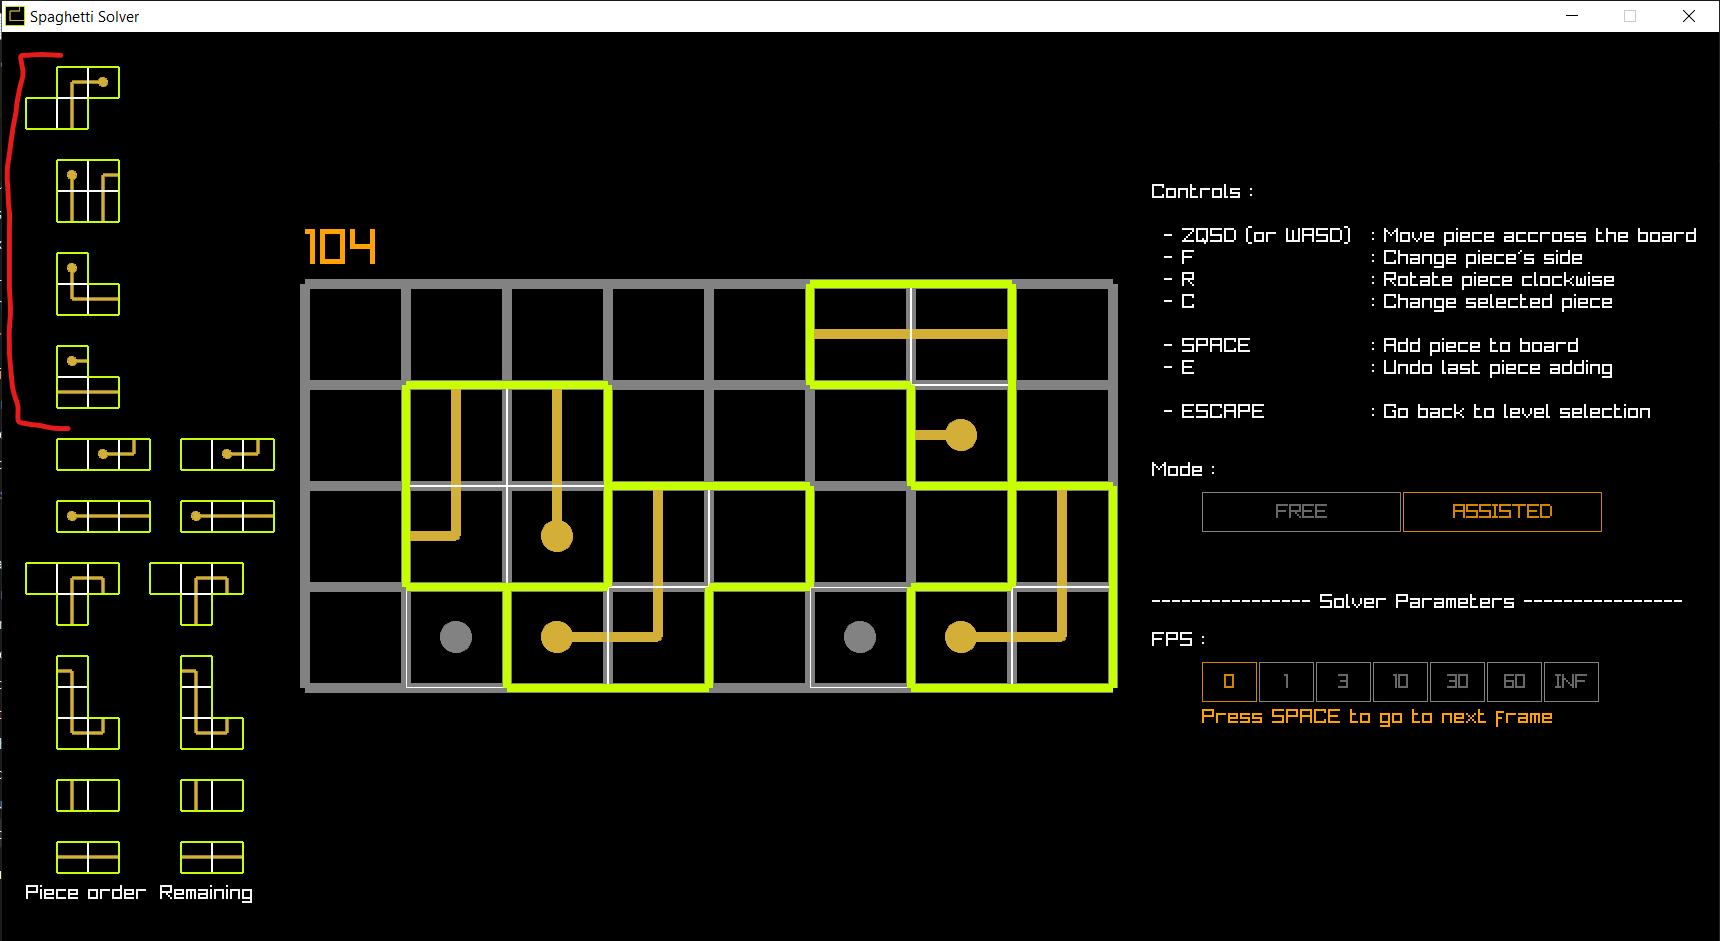 Spaghetti Solver
104
Controls :
- ZQSD (or WASD) : Move piece accross the board
- F : Change piece's side
- R : Rotate piece clockwise
- C : Change selected piece
- SPACE : Add piece to board
- E : Undo last piece adding
- ESCAPE : Go back to level selection
Mode :
FREE ASSISTED
---------------- Solver Parameters ----------------
FPS :
0 1 3 10 30 60 INF
Press SPACE to go to next frame
Piece order Remaining